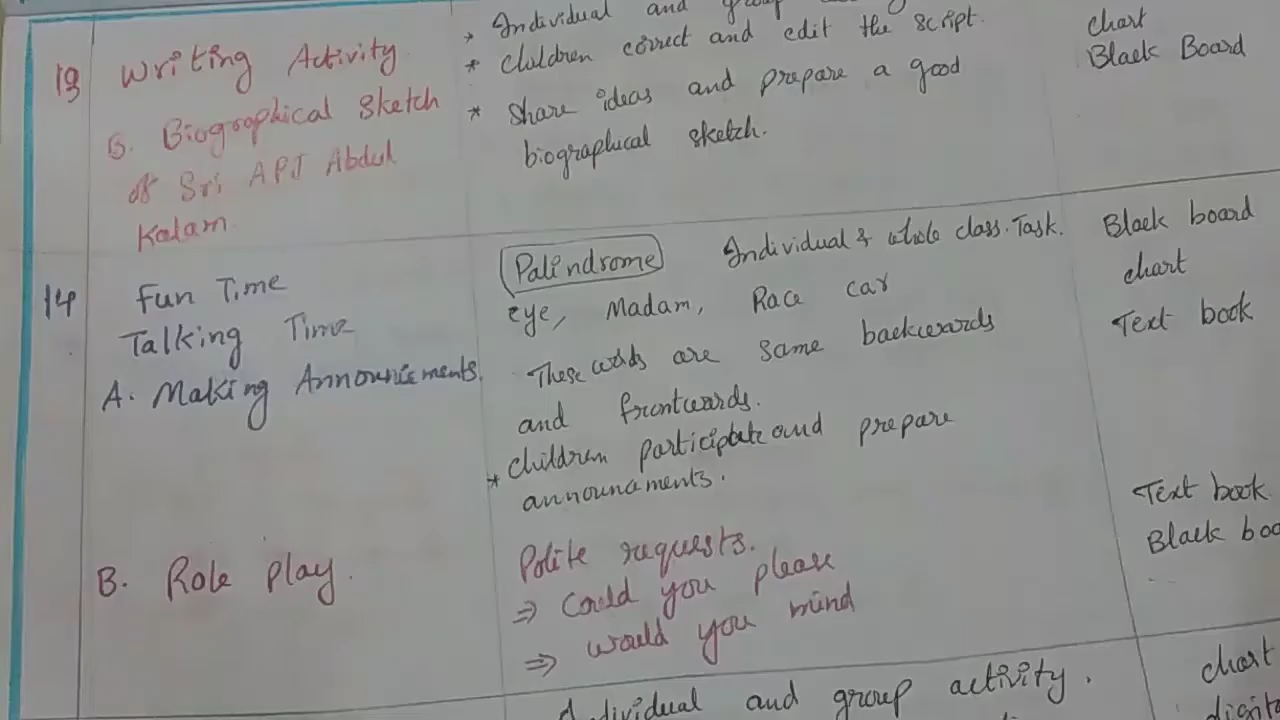 Individual and group
13 Writing Activity
B. Biographical Sketch
of Sri APJ Abdul
Kalam
* children correct and edit the script.
* Share ideas and prepare a good
biographical sketch.
chart
Black Board
14 Fun Time
Talking Time
A. Making Announcements.
Palindrome Individual & whole class Task.
eye, Madam, Race car
These words are same backwards
and frontwards.
* children participate and prepare
announcments.
Black board
chart
Text book
B. Role play.
Polite requests.
⇒ Could you please
⇒ would you mind
Text book
Black boo
Individual and group activity.
chart